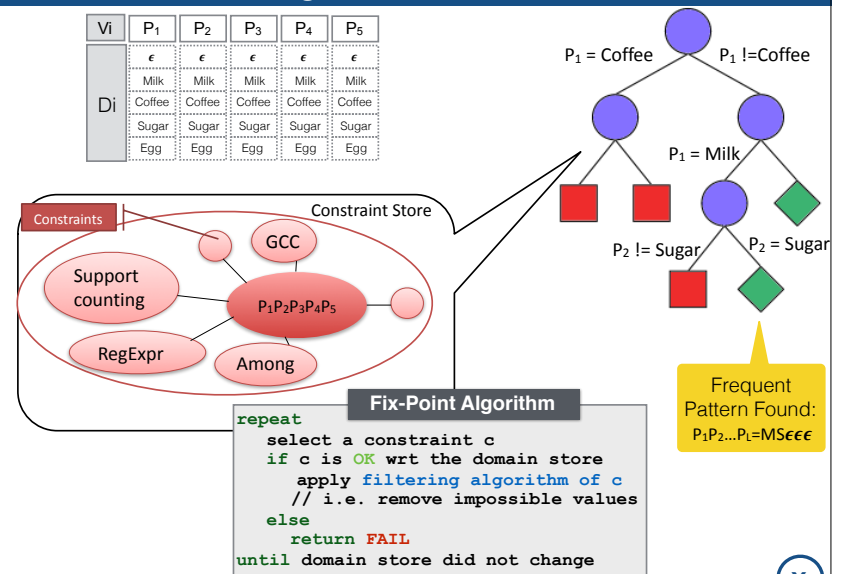 Vi P₁ P₂ P₃ P₄ P₅
Di
ϵ ϵ ϵ ϵ ϵ
Milk Milk Milk Milk Milk
Coffee Coffee Coffee Coffee Coffee
Sugar Sugar Sugar Sugar Sugar
Egg Egg Egg Egg Egg
P₁ = Coffee
P₁ !=Coffee
P₁ = Milk
P₂ != Sugar
P₂ = Sugar
Constraints
Constraint Store
GCC
Support
counting
P₁P₂P₃P₄P₅
RegExpr
Among
Frequent
Pattern Found:
P₁P₂...P_L=MSϵϵϵ
Fix-Point Algorithm
repeat
select a constraint c
if c is OK wrt the domain store
apply filtering algorithm of c
// i.e. remove impossible values
else
return FAIL
until domain store did not change